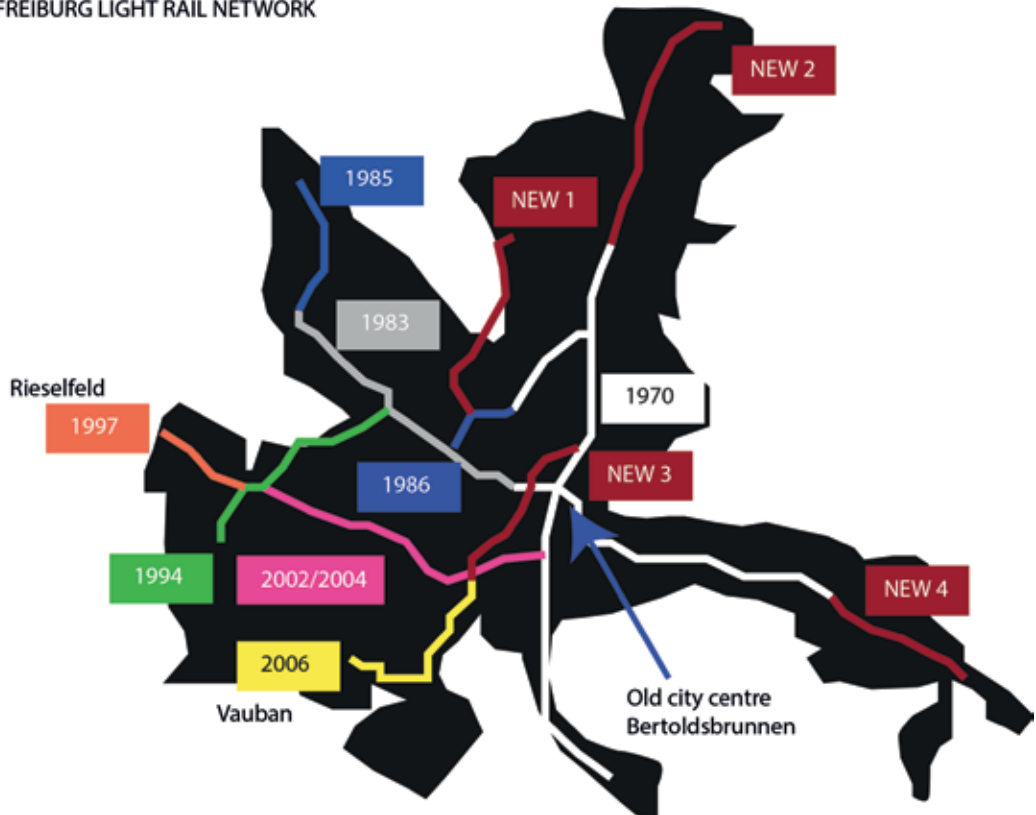 FREIBURG LIGHT RAIL NETWORK
NEW 2
1985
NEW 1
1983
Rieselfeld
1997
1970
1986
NEW 3
1994
2002/2004
NEW 4
2006
Vauban
Old city centre
Bertoldsbrunnen